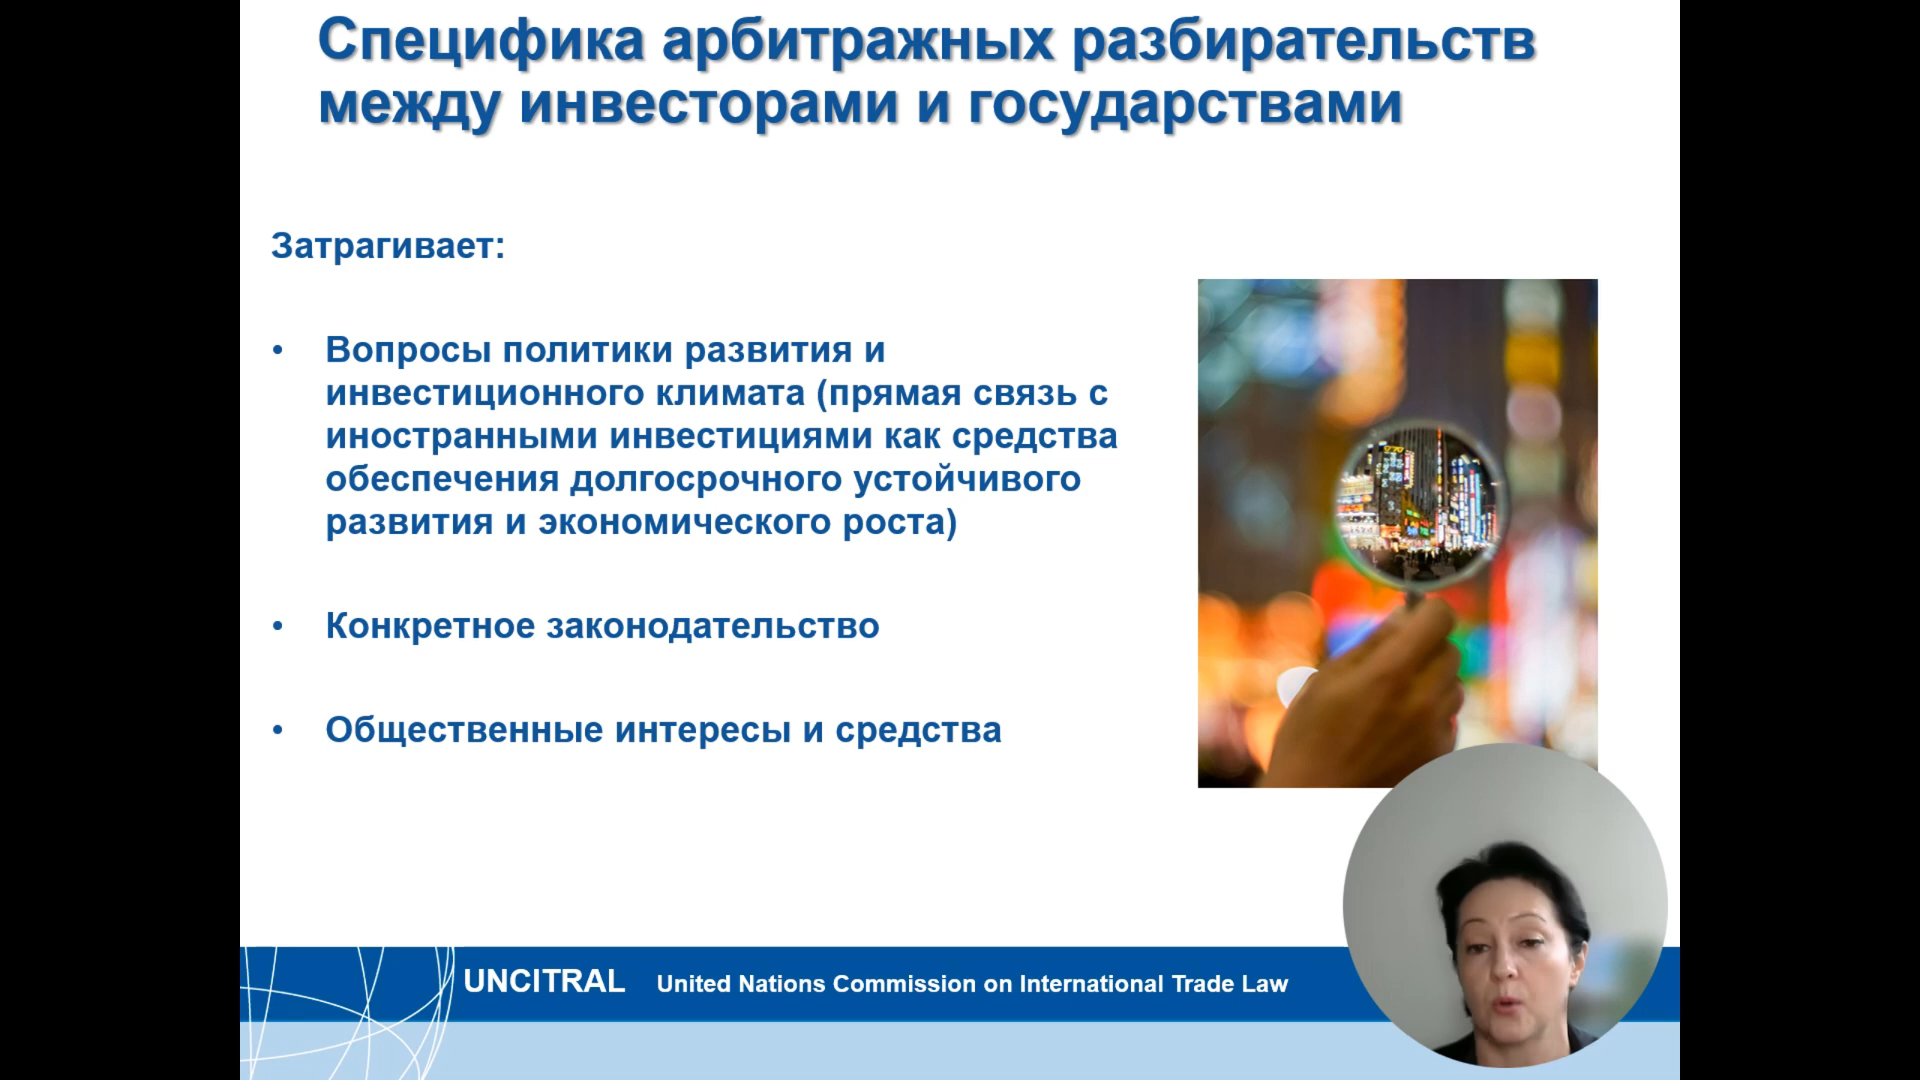 Специфика арбитражных разбирательств
между инвесторами и государствами
Затрагивает:
• Вопросы политики развития и
инвестиционного климата (прямая связь с
иностранными инвестициями как средства
обеспечения долгосрочного устойчивого
развития и экономического роста)
• Конкретное законодательство
• Общественные интересы и средства
UNCITRAL United Nations Commission on International Trade Law